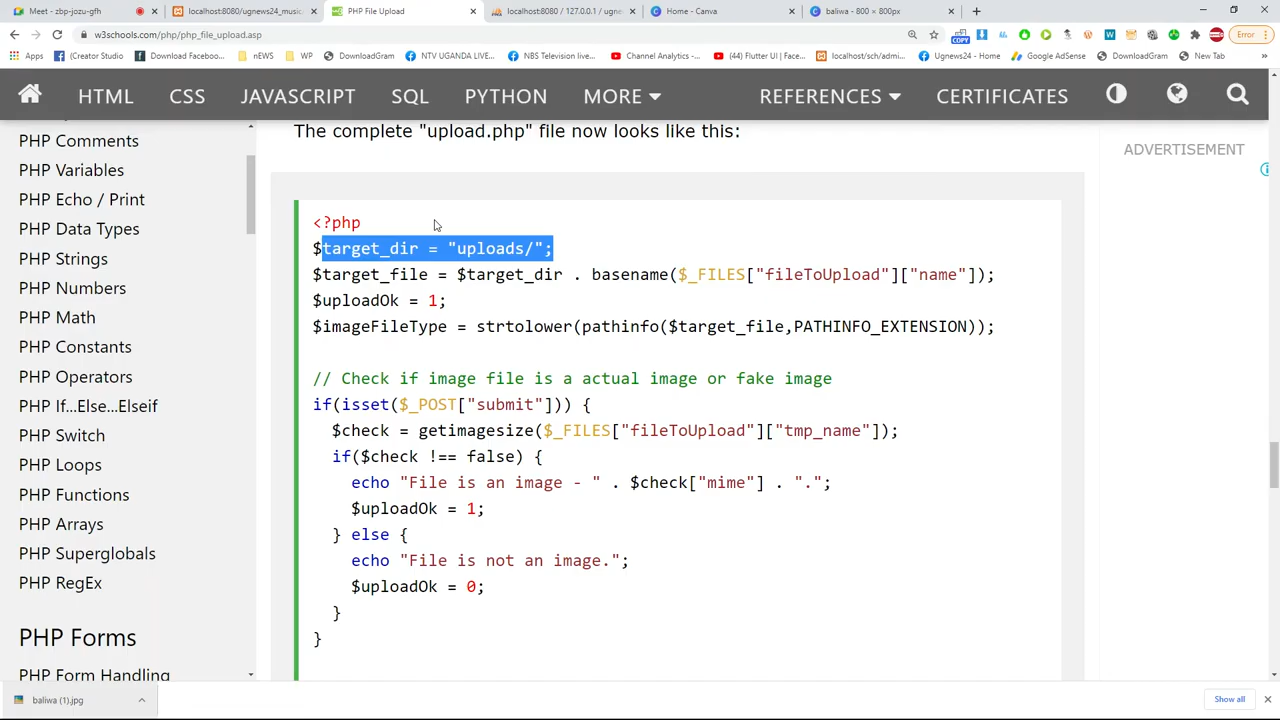 Meet - zbp-jozu-gfh
localhost:8080/ugnews24_music
PHP File Upload
localhost:8080 / 127.0.0.1 / ugne
Home - Canva
baliwa - 800 × 800px
w3schools.com/php/php_file_upload.asp
COPY
Error
Apps
(Creator Studio
Download Faceboo...
nEWS
WP
DownloadGram
NTV UGANDA LIVE...
NBS Television live...
Channel Analytics -...
(44) Flutter UI | Face...
localhost/sch/admi...
Ugnews24 - Home
Google AdSense
DownloadGram
New Tab
HTML
CSS
JAVASCRIPT
SQL
PYTHON
MORE
REFERENCES
CERTIFICATES
PHP Comments
PHP Variables
PHP Echo / Print
PHP Data Types
PHP Strings
PHP Numbers
PHP Math
PHP Constants
PHP Operators
PHP If...Else...Elseif
PHP Switch
PHP Loops
PHP Functions
PHP Arrays
PHP Superglobals
PHP RegEx
PHP Forms
PHP Form Handling
The complete "upload.php" file now looks like this:
<?php
$target_dir = "uploads/";
$target_file = $target_dir . basename($_FILES["fileToUpload"]["name"]);
$uploadOk = 1;
$imageFileType = strtolower(pathinfo($target_file,PATHINFO_EXTENSION));
// Check if image file is a actual image or fake image
if(isset($_POST["submit"])) {
$check = getimagesize($_FILES["fileToUpload"]["tmp_name"]);
if($check !== false) {
echo "File is an image - " . $check["mime"] . ".";
$uploadOk = 1;
} else {
echo "File is not an image.";
$uploadOk = 0;
}
}
ADVERTISEMENT
baliwa (1).jpg
Show all